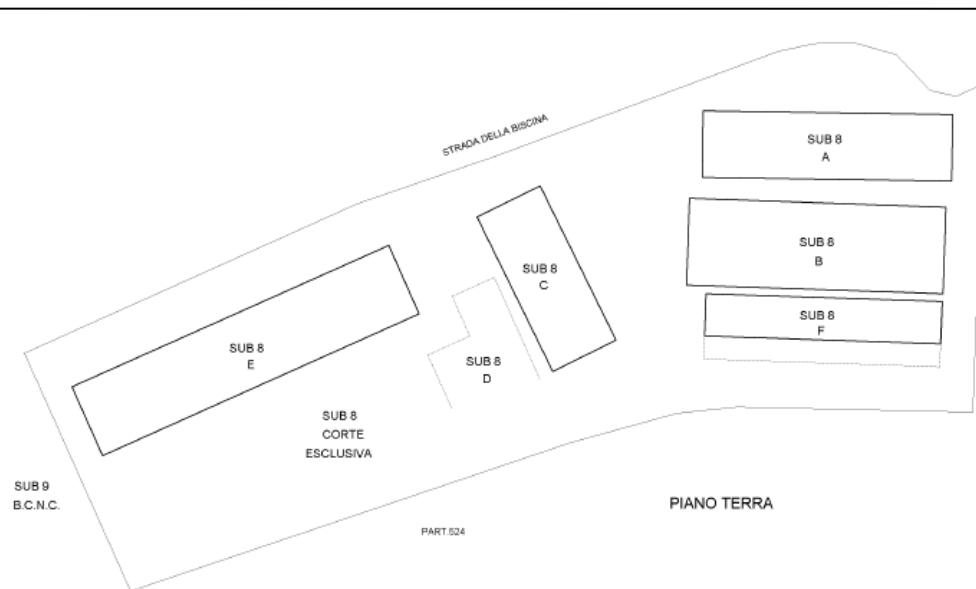 STRADA DELLA BISCINA
SUB 8
A
SUB 8
B
SUB 8
C
SUB 8
F
SUB 8
E
SUB 8
D
SUB 8
CORTE
ESCLUSIVA
SUB 9
B.C.N.C.
PIANO TERRA
PART.524